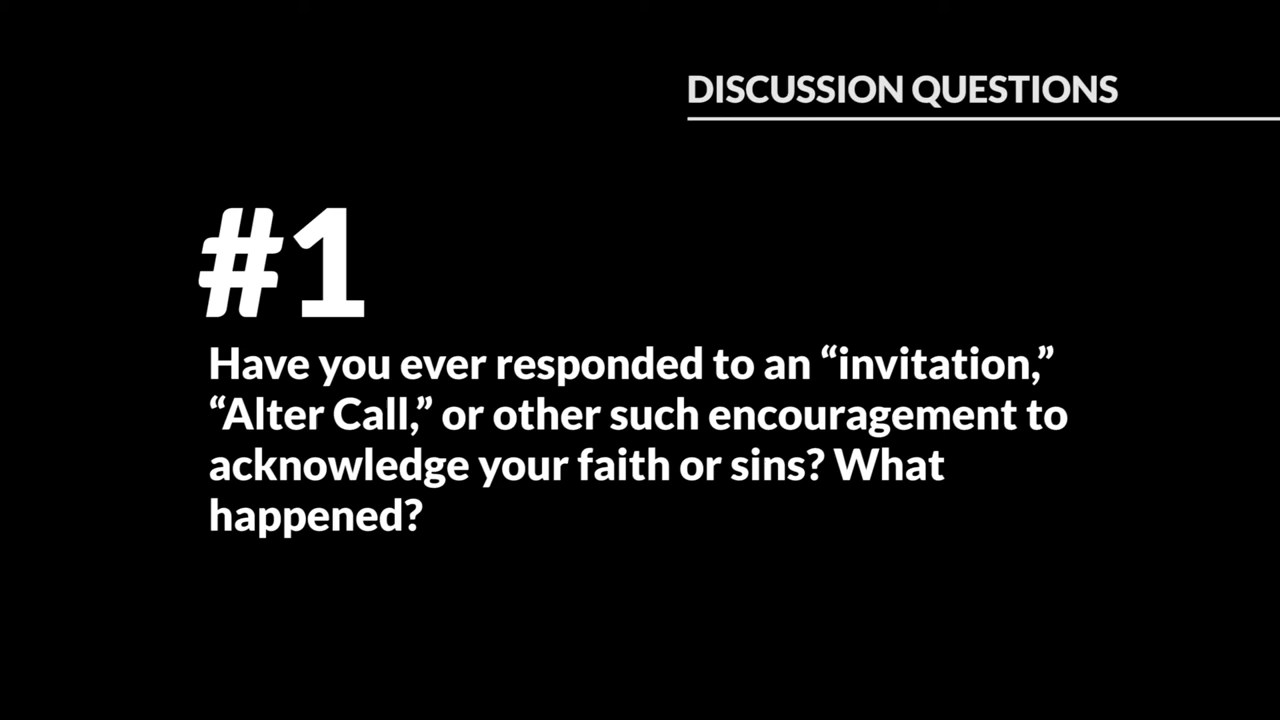 DISCUSSION QUESTIONS
#1
Have you ever responded to an “invitation,”
“Alter Call,” or other such encouragement to
acknowledge your faith or sins? What
happened?